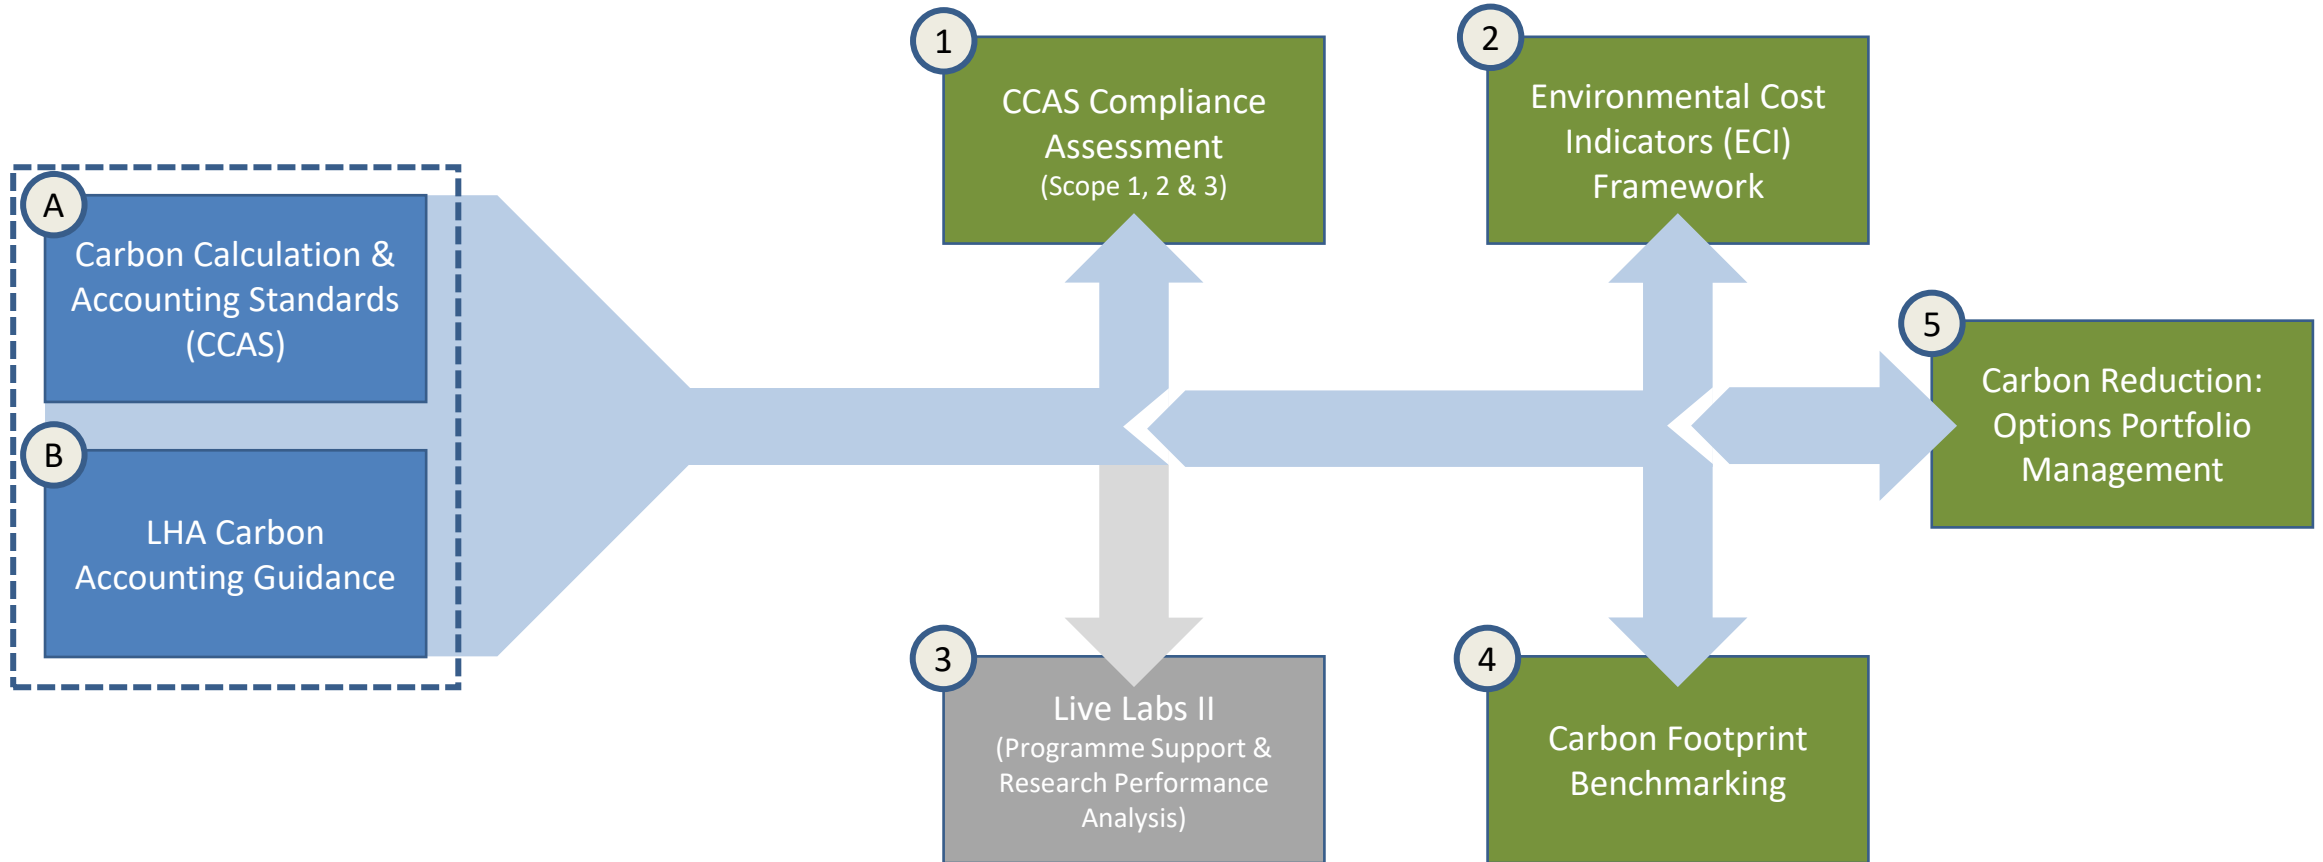 A
Carbon Calculation &
Accounting Standards
(CCAS)
B
LHA Carbon
Accounting Guidance
1
CCAS Compliance
Assessment
(Scope 1, 2 & 3)
2
Environmental Cost
Indicators (ECI)
Framework
3
Live Labs II
(Programme Support &
Research Performance
Analysis)
4
Carbon Footprint
Benchmarking
5
Carbon Reduction:
Options Portfolio
Management